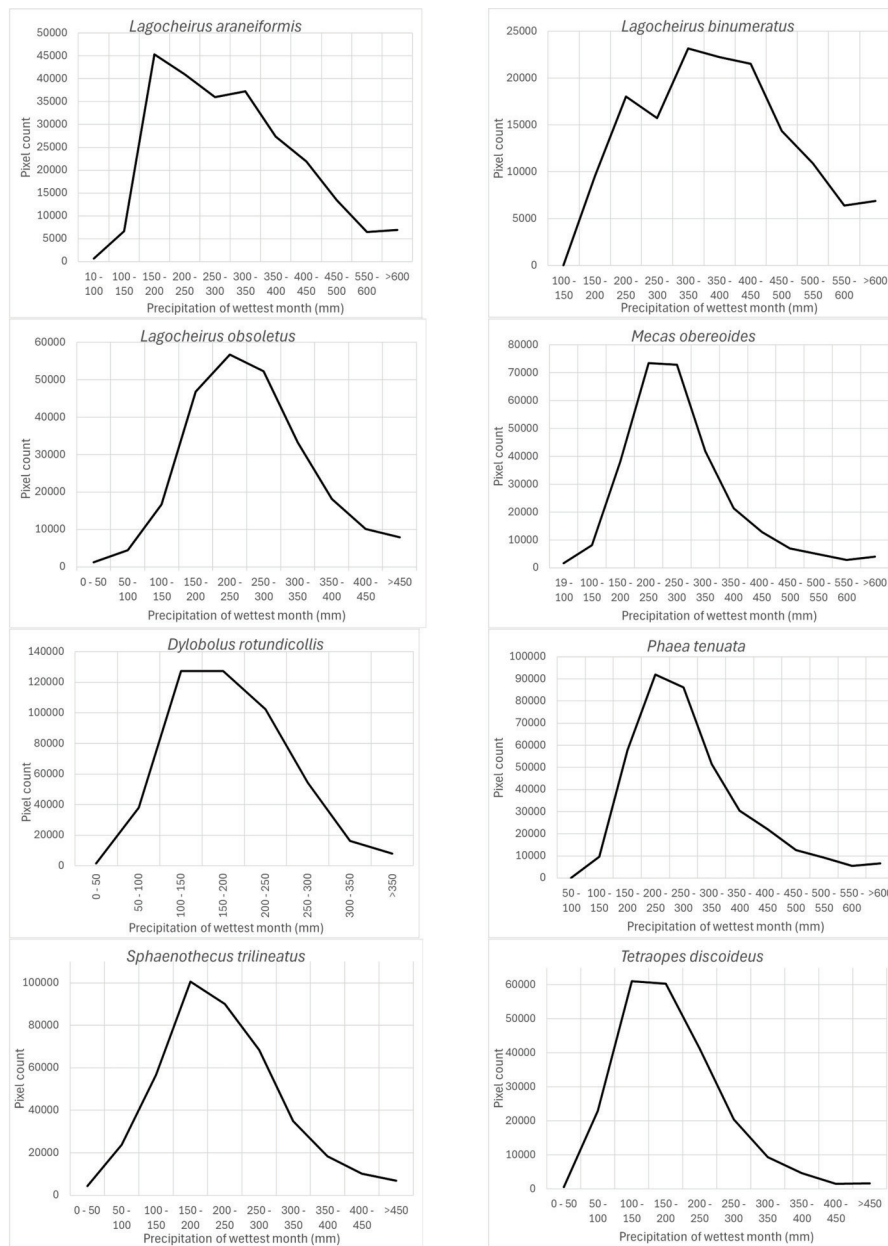 Lagocheirus araneiformis
50000
45000
40000
35000
30000
25000
20000
15000
10000
5000
0
Pixel count
10 - 100 - 150 - 200 - 250 - 300 - 350 - 400 - 450 - 550 - >600
100 150 200 250 300 350 400 450 500 600
Precipitation of wettest month (mm)
Lagocheirus binumeratus
25000
20000
15000
10000
5000
0
Pixel count
100 - 150 - 200 - 250 - 300 - 350 - 400 - 450 - 500 - 550 - >600
150 200 250 300 350 400 450 500 550 600
Precipitation of wettest month (mm)
Lagocheirus obsoletus
60000
50000
40000
30000
20000
10000
0
Pixel count
0 - 50 50 - 100 - 150 - 200 - 250 - 300 - 350 - 400 - >450
100 150 200 250 300 350 400 450
Precipitation of wettest month (mm)
Mecas obereoides
80000
70000
60000
50000
40000
30000
20000
10000
0
Pixel count
19 - 100 - 150 - 200 - 250 - 300 - 350 - 400 - 450 - 500 - 550 - >600
100 150 200 250 300 350 400 450 500 550 600
Precipitation of wettest month (mm)
Dylobolus rotundicollis
140000
120000
100000
80000
60000
40000
20000
0
Pixel count
0 - 50
50 - 100
100 - 150
150 - 200
200 - 250
250 - 300
300 - 350
>350
Precipitation of wettest month (mm)
Phaea tenuata
100000
90000
80000
70000
60000
50000
40000
30000
20000
10000
0
Pixel count
50 - 100 - 150 - 200 - 250 - 300 - 350 - 400 - 450 - 500 - 550 - >600
100 150 200 250 300 350 400 450 500 550 600
Precipitation of wettest month (mm)
Sphaenothecus trilineatus
100000
80000
60000
40000
20000
0
Pixel count
0 - 50 50 - 100 - 150 - 200 - 250 - 300 - 350 - 400 - >450
100 150 200 250 300 350 400 450
Precipitation of wettest month (mm)
Tetraopes discoideus
60000
50000
40000
30000
20000
10000
0
Pixel count
0 - 50 50 - 100 - 150 - 200 - 250 - 300 - 350 - 400 - >450
100 150 200 250 300 350 400 450
Precipitation of wettest month (mm)